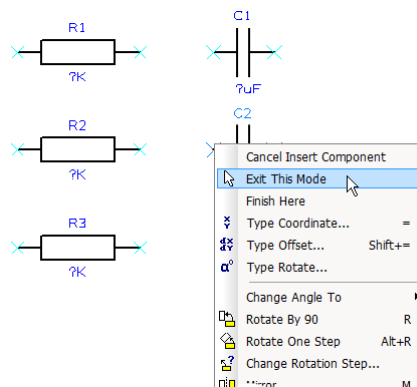 R1
C1
?K
?uF
R2
C2
?K
R3
?K
Cancel Insert Component
Exit This Mode
Finish Here
Type Coordinate... =
Type Offset... Shift+=
Type Rotate...
Change Angle To
Rotate By 90 R
Rotate One Step Alt+R
Change Rotation Step...
Mirror M